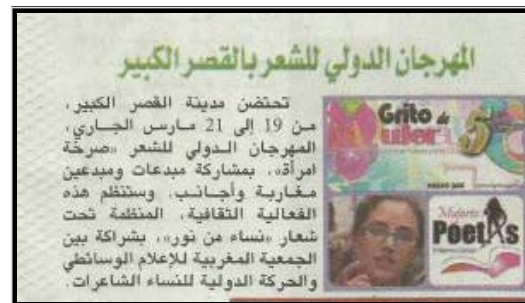 المهرجان الدولي للشعر بالقصر الكبير
تحتضن مدينة القصر الكبير،
من 19 إلى 21 مارس الجاري،
المهرجان الدولي للشعر «صرخة
امرأة»، بمشاركة مبدعات ومبدعين
مغاربة وأجانب. وستنظم هذه
الفعالية الثقافية، المنظمة تحت
شعار «نساء من نور»، بشراكة بين
الجمعية المغربية للإعلام الوسائطي
والحركة الدولية للنساء الشاعرات.
Grito de
Mujer
Mujeres
Poetas